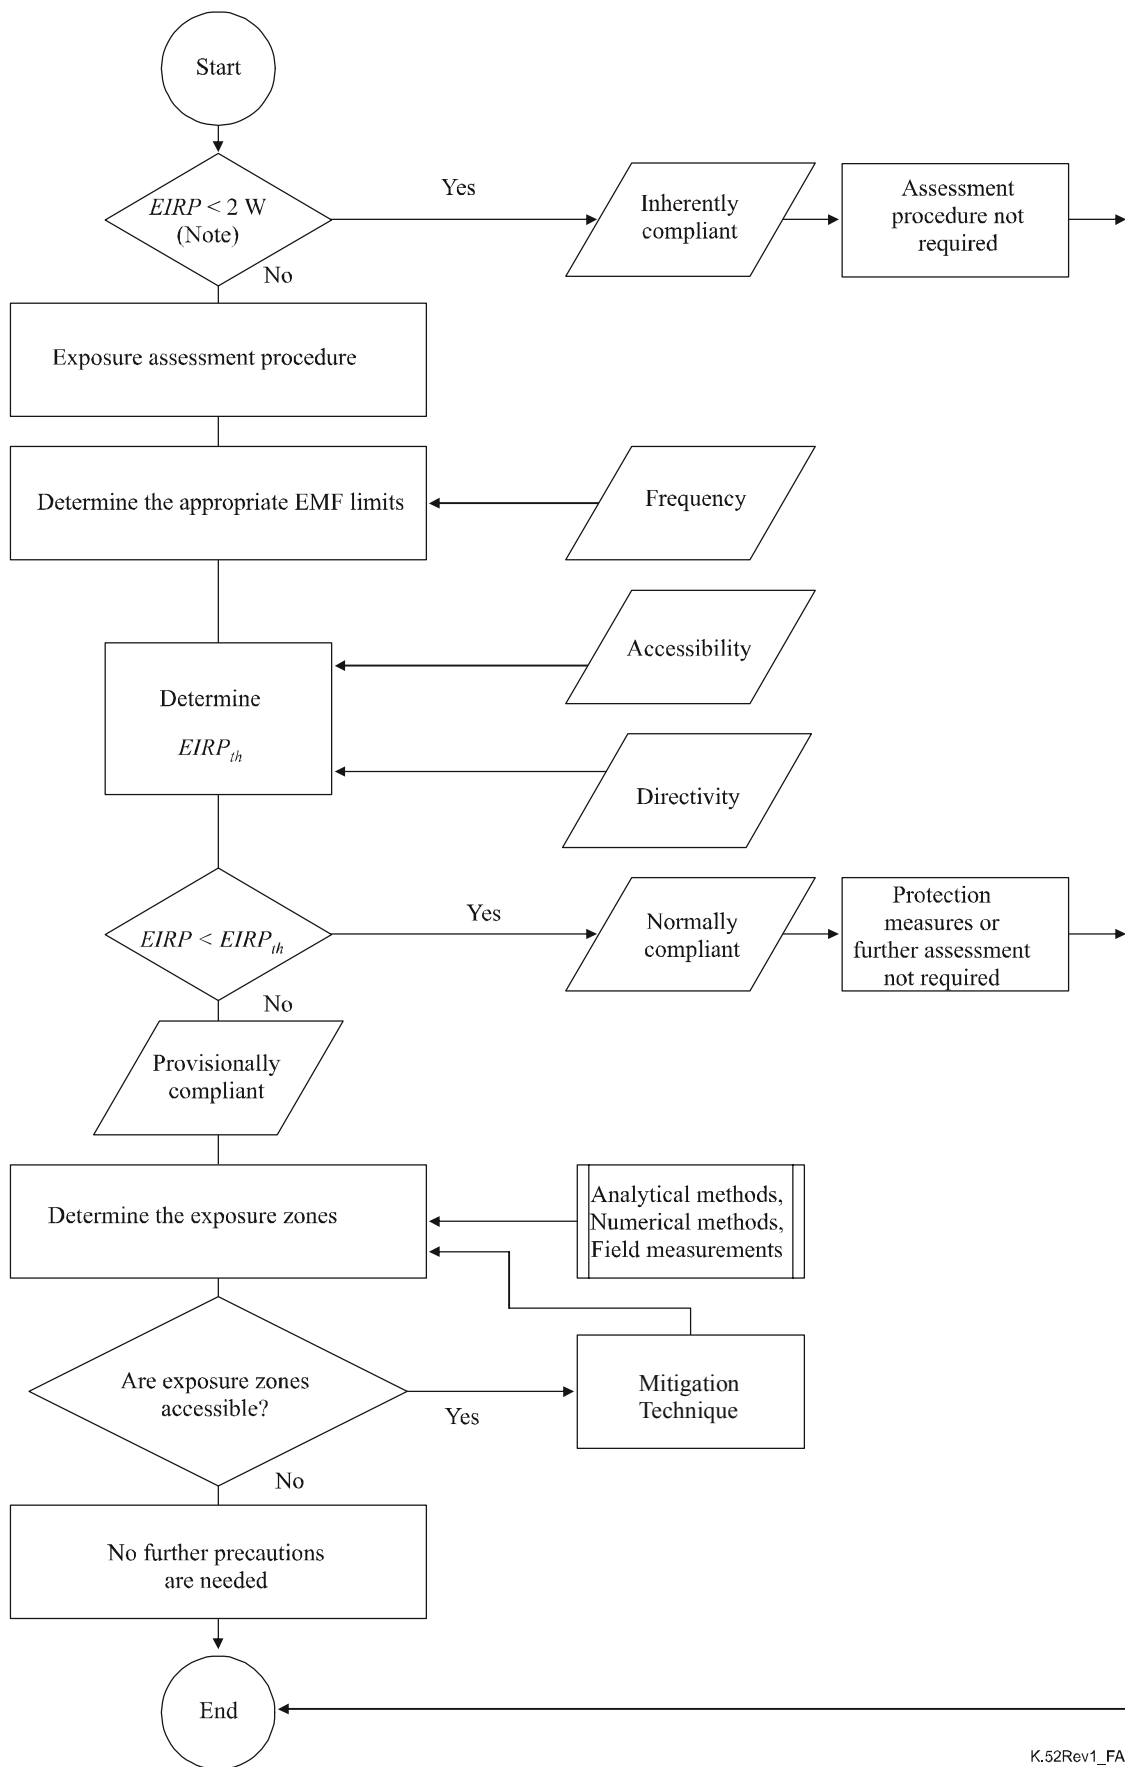 Start
EIRP < 2 W
(Note)
Yes
Inherently
compliant
Assessment
procedure not
required
No
Exposure assessment procedure
Determine the appropriate EMF limits
Frequency
Accessibility
Determine
EIRPth
Directivity
EIRP < EIRPth
Yes
Normally
compliant
Protection
measures or
further assessment
not required
No
Provisionally
compliant
Determine the exposure zones
Analytical methods,
Numerical methods,
Field measurements
Are exposure zones
accessible?
Yes
Mitigation
Technique
No
No further precautions
are needed
End
K.52Rev1_FA